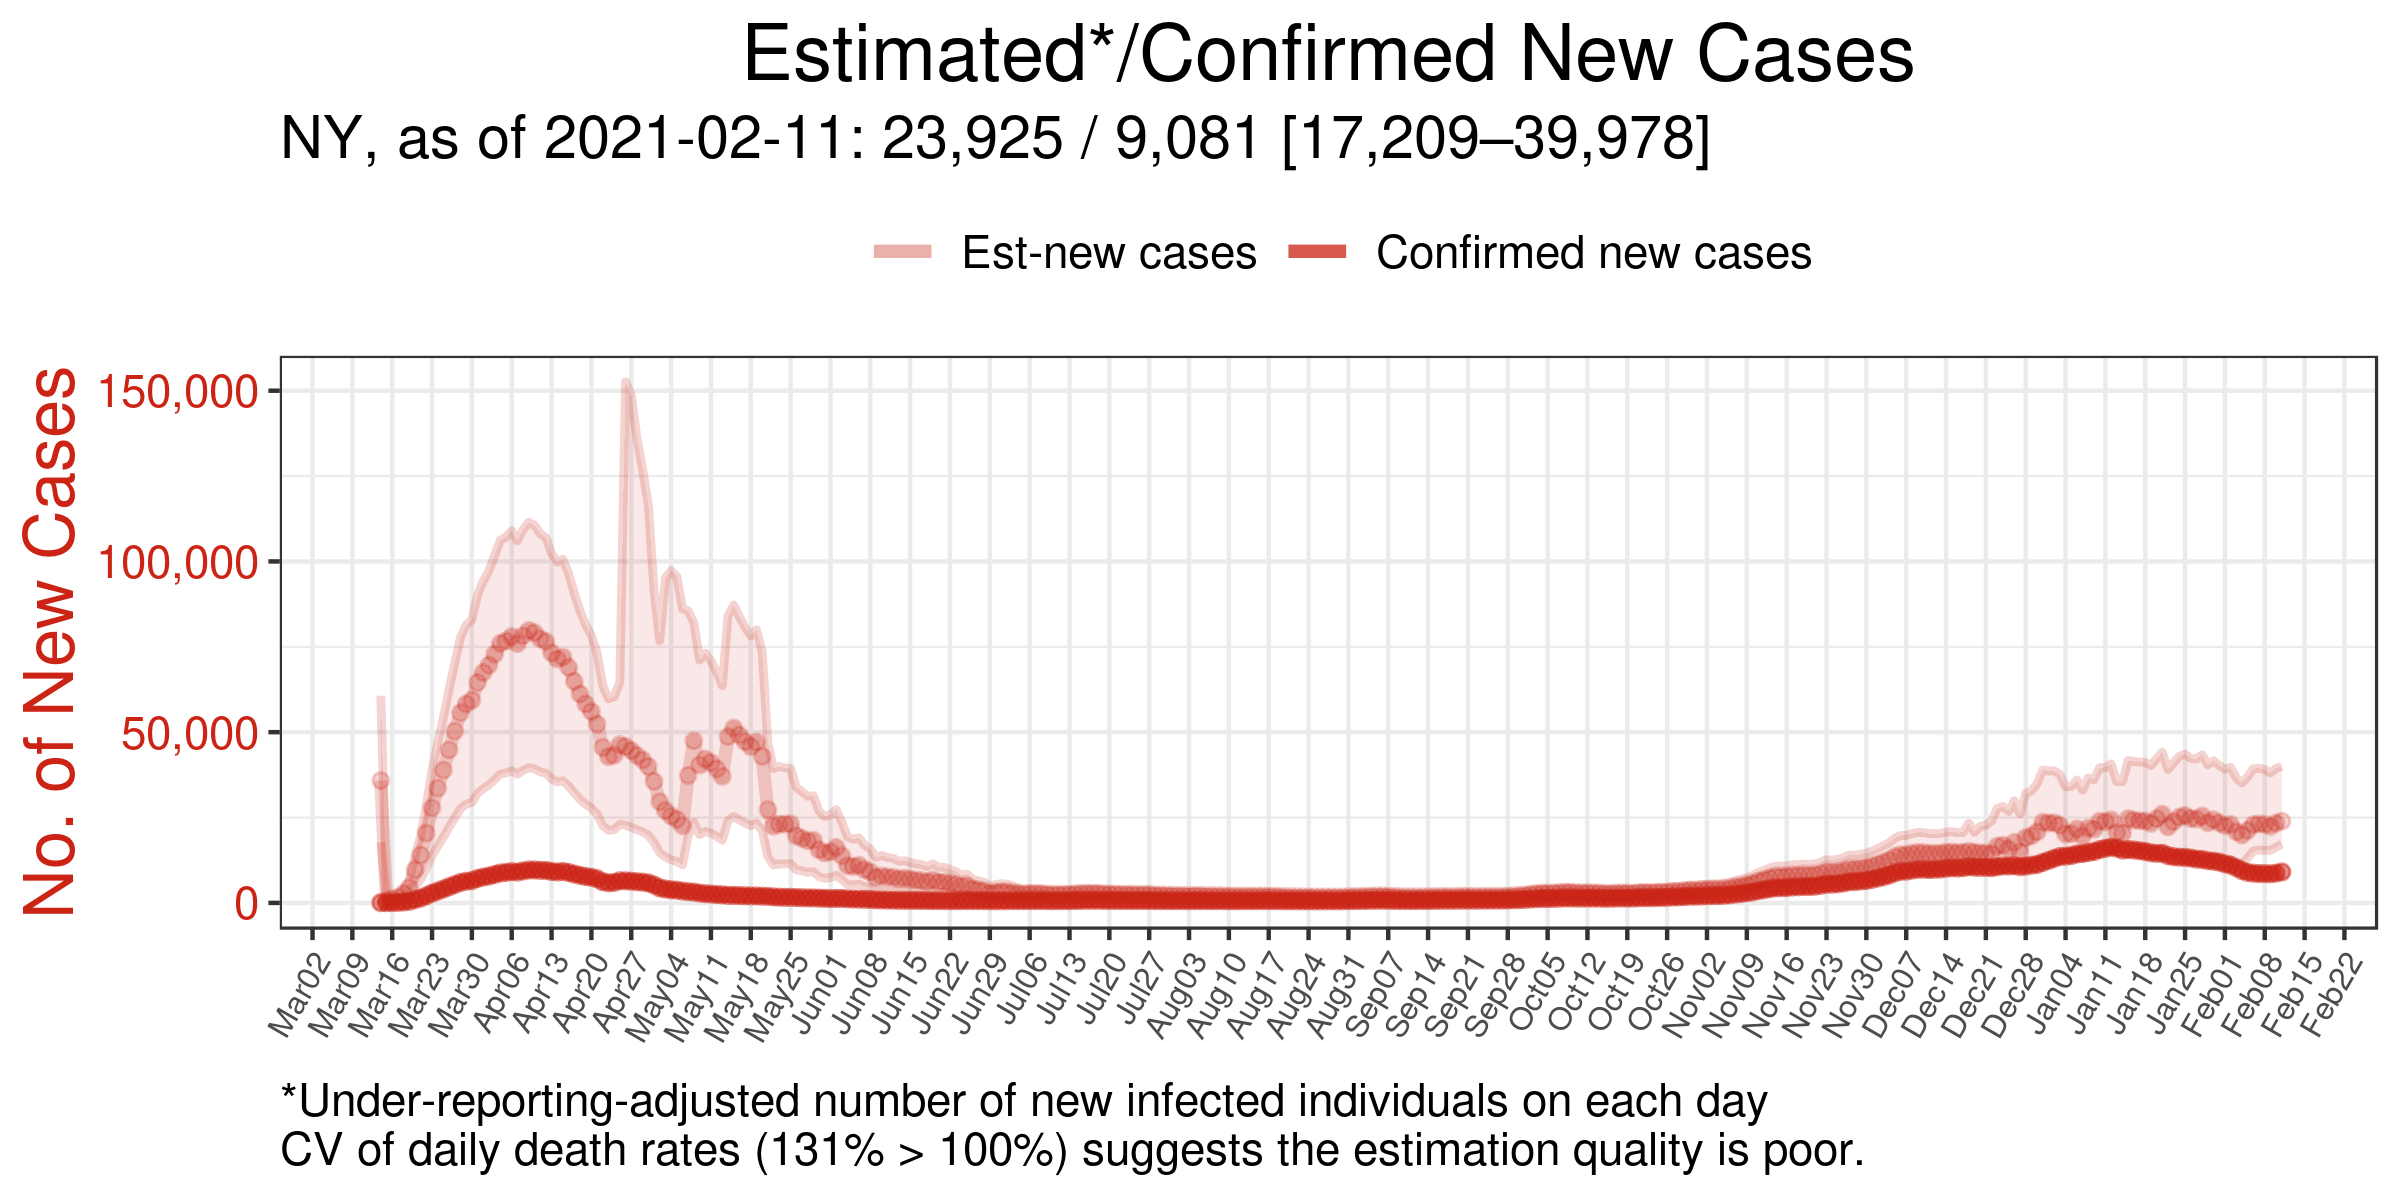 Estimated*/Confirmed New Cases
NY, as of 2021-02-11: 23,925 / 9,081 [17,209–39,978]
Est-new cases Confirmed new cases
No. of New Cases
150,000
100,000
50,000
0
Mar02 Mar09 Mar16 Mar23 Mar30 Apr06 Apr13 Apr20 Apr27 May04 May11 May18 May25 Jun01 Jun08 Jun15 Jun22 Jun29 Jul06 Jul13 Jul20 Jul27 Aug03 Aug10 Aug17 Aug24 Aug31 Sep07 Sep14 Sep21 Sep28 Oct05 Oct12 Oct19 Oct26 Nov02 Nov09 Nov16 Nov23 Nov30 Dec07 Dec14 Dec21 Dec28 Jan04 Jan11 Jan18 Jan25 Feb01 Feb08 Feb15 Feb22
*Under-reporting-adjusted number of new infected individuals on each day
CV of daily death rates (131% > 100%) suggests the estimation quality is poor.